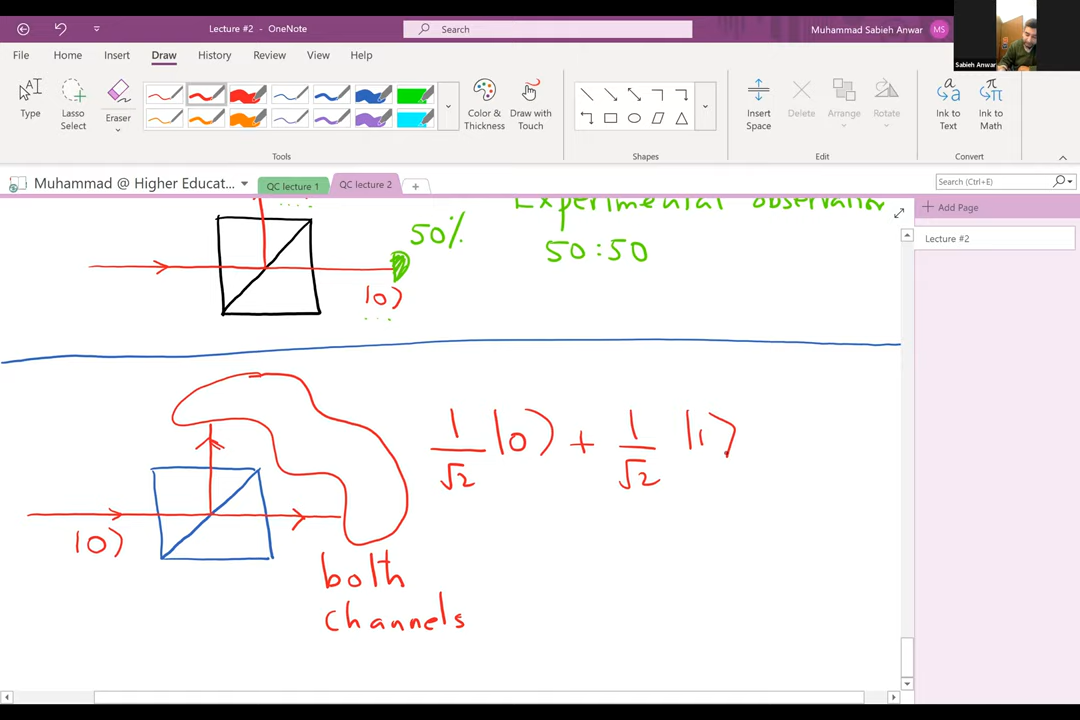 Lecture #2 - OneNote
Search
Muhammad Sabieh Anwar
MS
Sabieh Anwar
File
Home
Insert
Draw
History
Review
View
Help
Type
Lasso Select
Eraser
Color & Thickness
Draw with Touch
Insert Space
Delete
Arrange
Rotate
Ink to Text
Ink to Math
Tools
Shapes
Edit
Convert
Muhammad @ Higher Educat...
QC lecture 1
QC lecture 2
Search (Ctrl+E)
Add Page
Lecture #2
Experimental observation
50%
50:50
|0⟩
1/√2 |0⟩ + 1/√2 |1⟩
|0⟩
both
channels